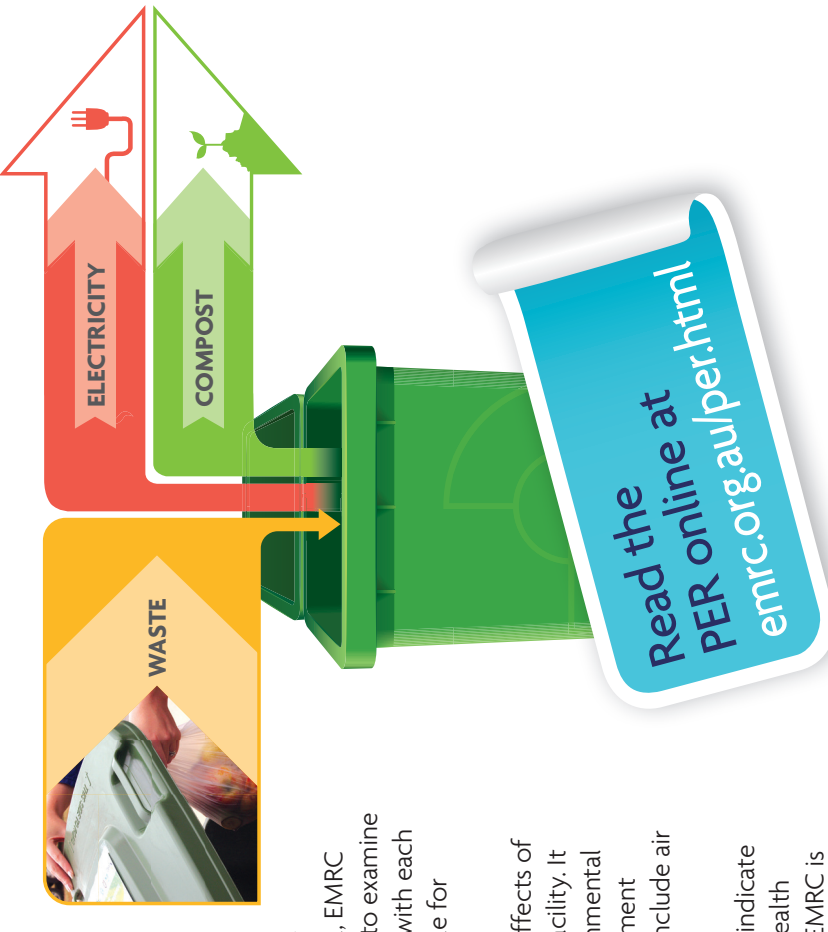 WASTE
ELECTRICITY
COMPOST
, EMRC
to examine
with each
e for
ffects of
cility. It
nmental
ment
nclude air
indicate
ealth
EMRC is
Read the
PER online at
emrc.org.au/per.html